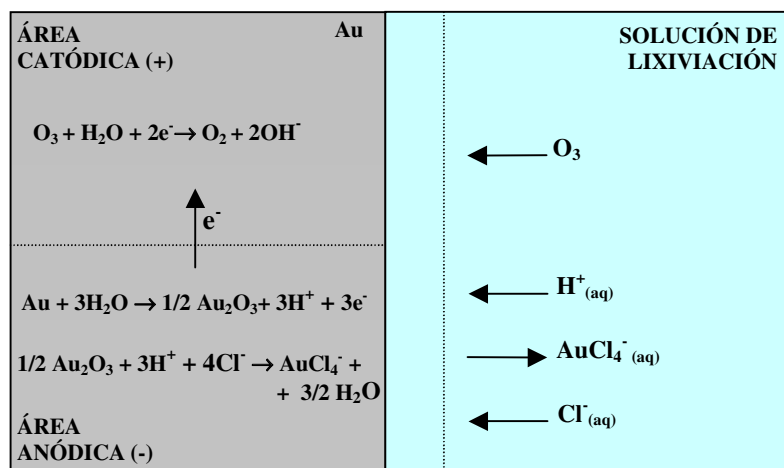 ÁREA
CATÓDICA (+)
Au
O₃ + H₂O + 2e⁻→ O₂ + 2OH⁻
e⁻
Au + 3H₂O → 1/2 Au₂O₃+ 3H⁺ + 3e⁻
1/2 Au₂O₃ + 3H⁺ + 4Cl⁻ → AuCl₄⁻ +
+ 3/2 H₂O
ÁREA
ANÓDICA (-)
SOLUCIÓN DE
LIXIVIACIÓN
O₃
H⁺(aq)
AuCl₄⁻(aq)
Cl⁻(aq)